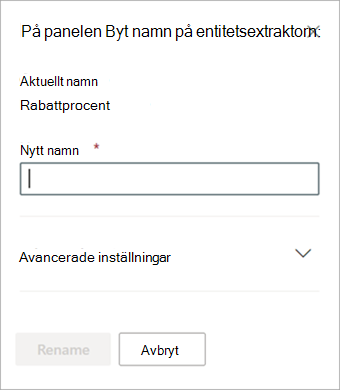 På panelen Byt namn på entitetsextraktorn.
Aktuellt namn
Rabattprocent
Nytt namn *
Avancerade inställningar
Rename
Avbryt